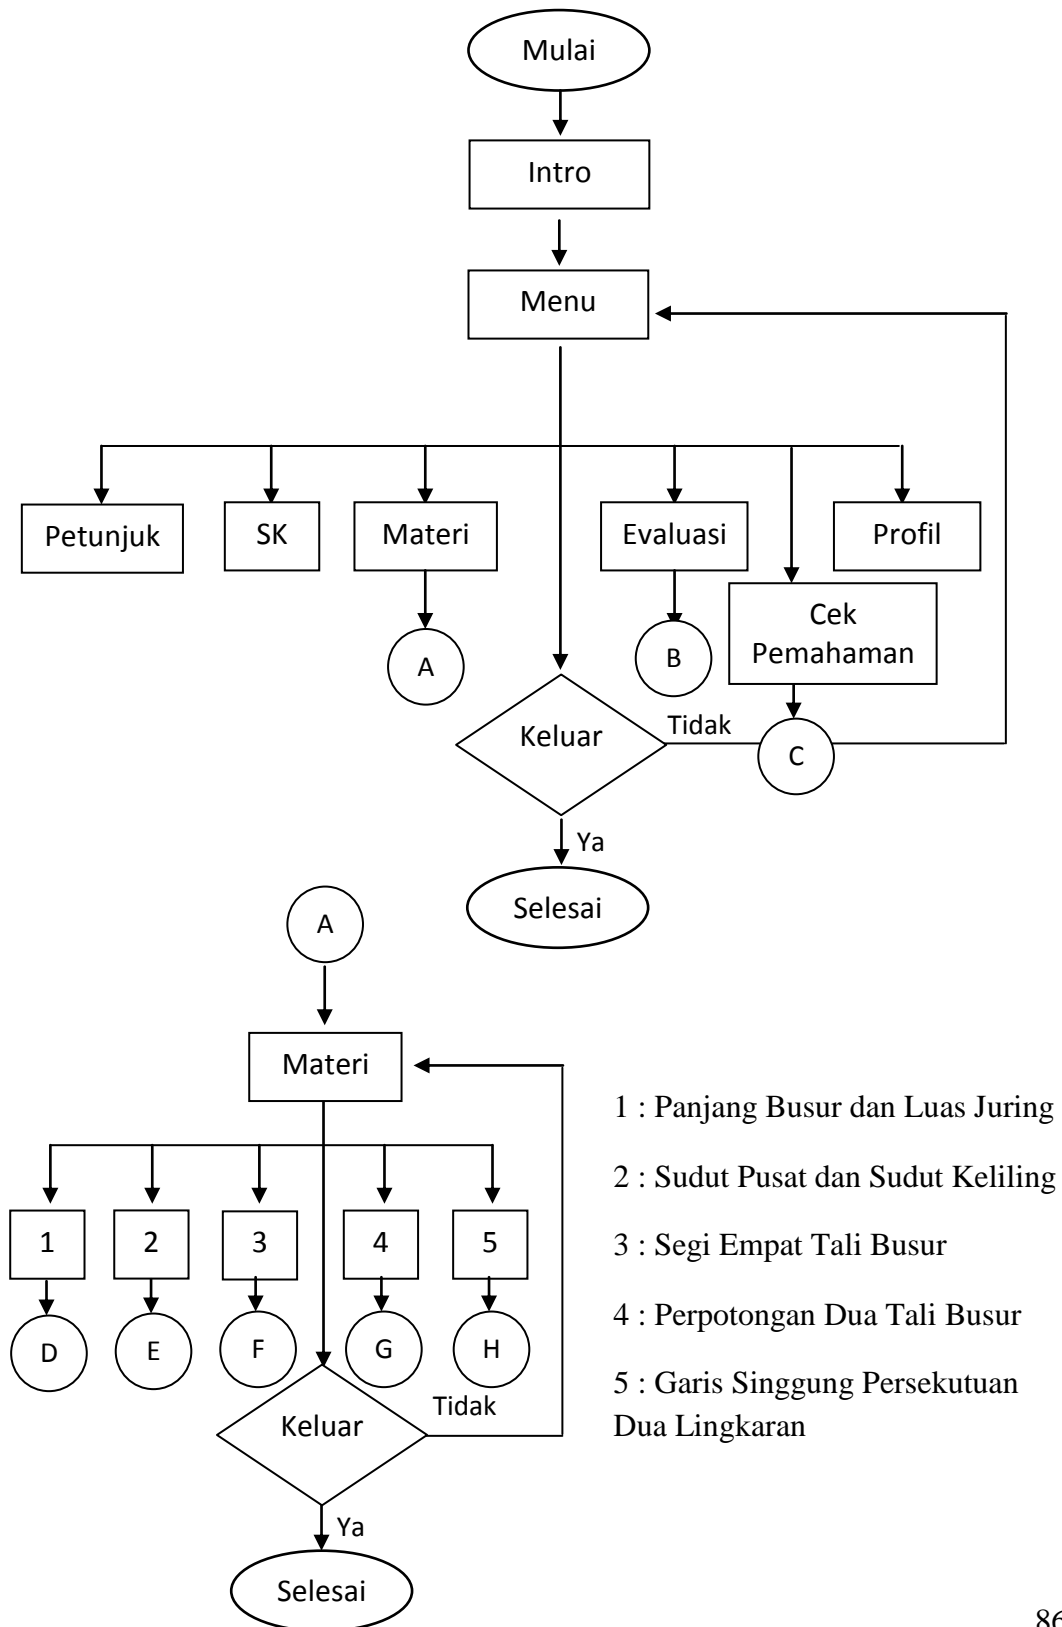 Mulai
Intro
Menu
Petunjuk
SK
Materi
Evaluasi
Profil
Cek
Pemahaman
A
B
Keluar
Tidak
C
Ya
Selesai
A
Materi
1
2
3
4
5
D
E
F
G
H
Keluar
Tidak
Ya
Selesai
1 : Panjang Busur dan Luas Juring
2 : Sudut Pusat dan Sudut Keliling
3 : Segi Empat Tali Busur
4 : Perpotongan Dua Tali Busur
5 : Garis Singgung Persekutuan
Dua Lingkaran
86